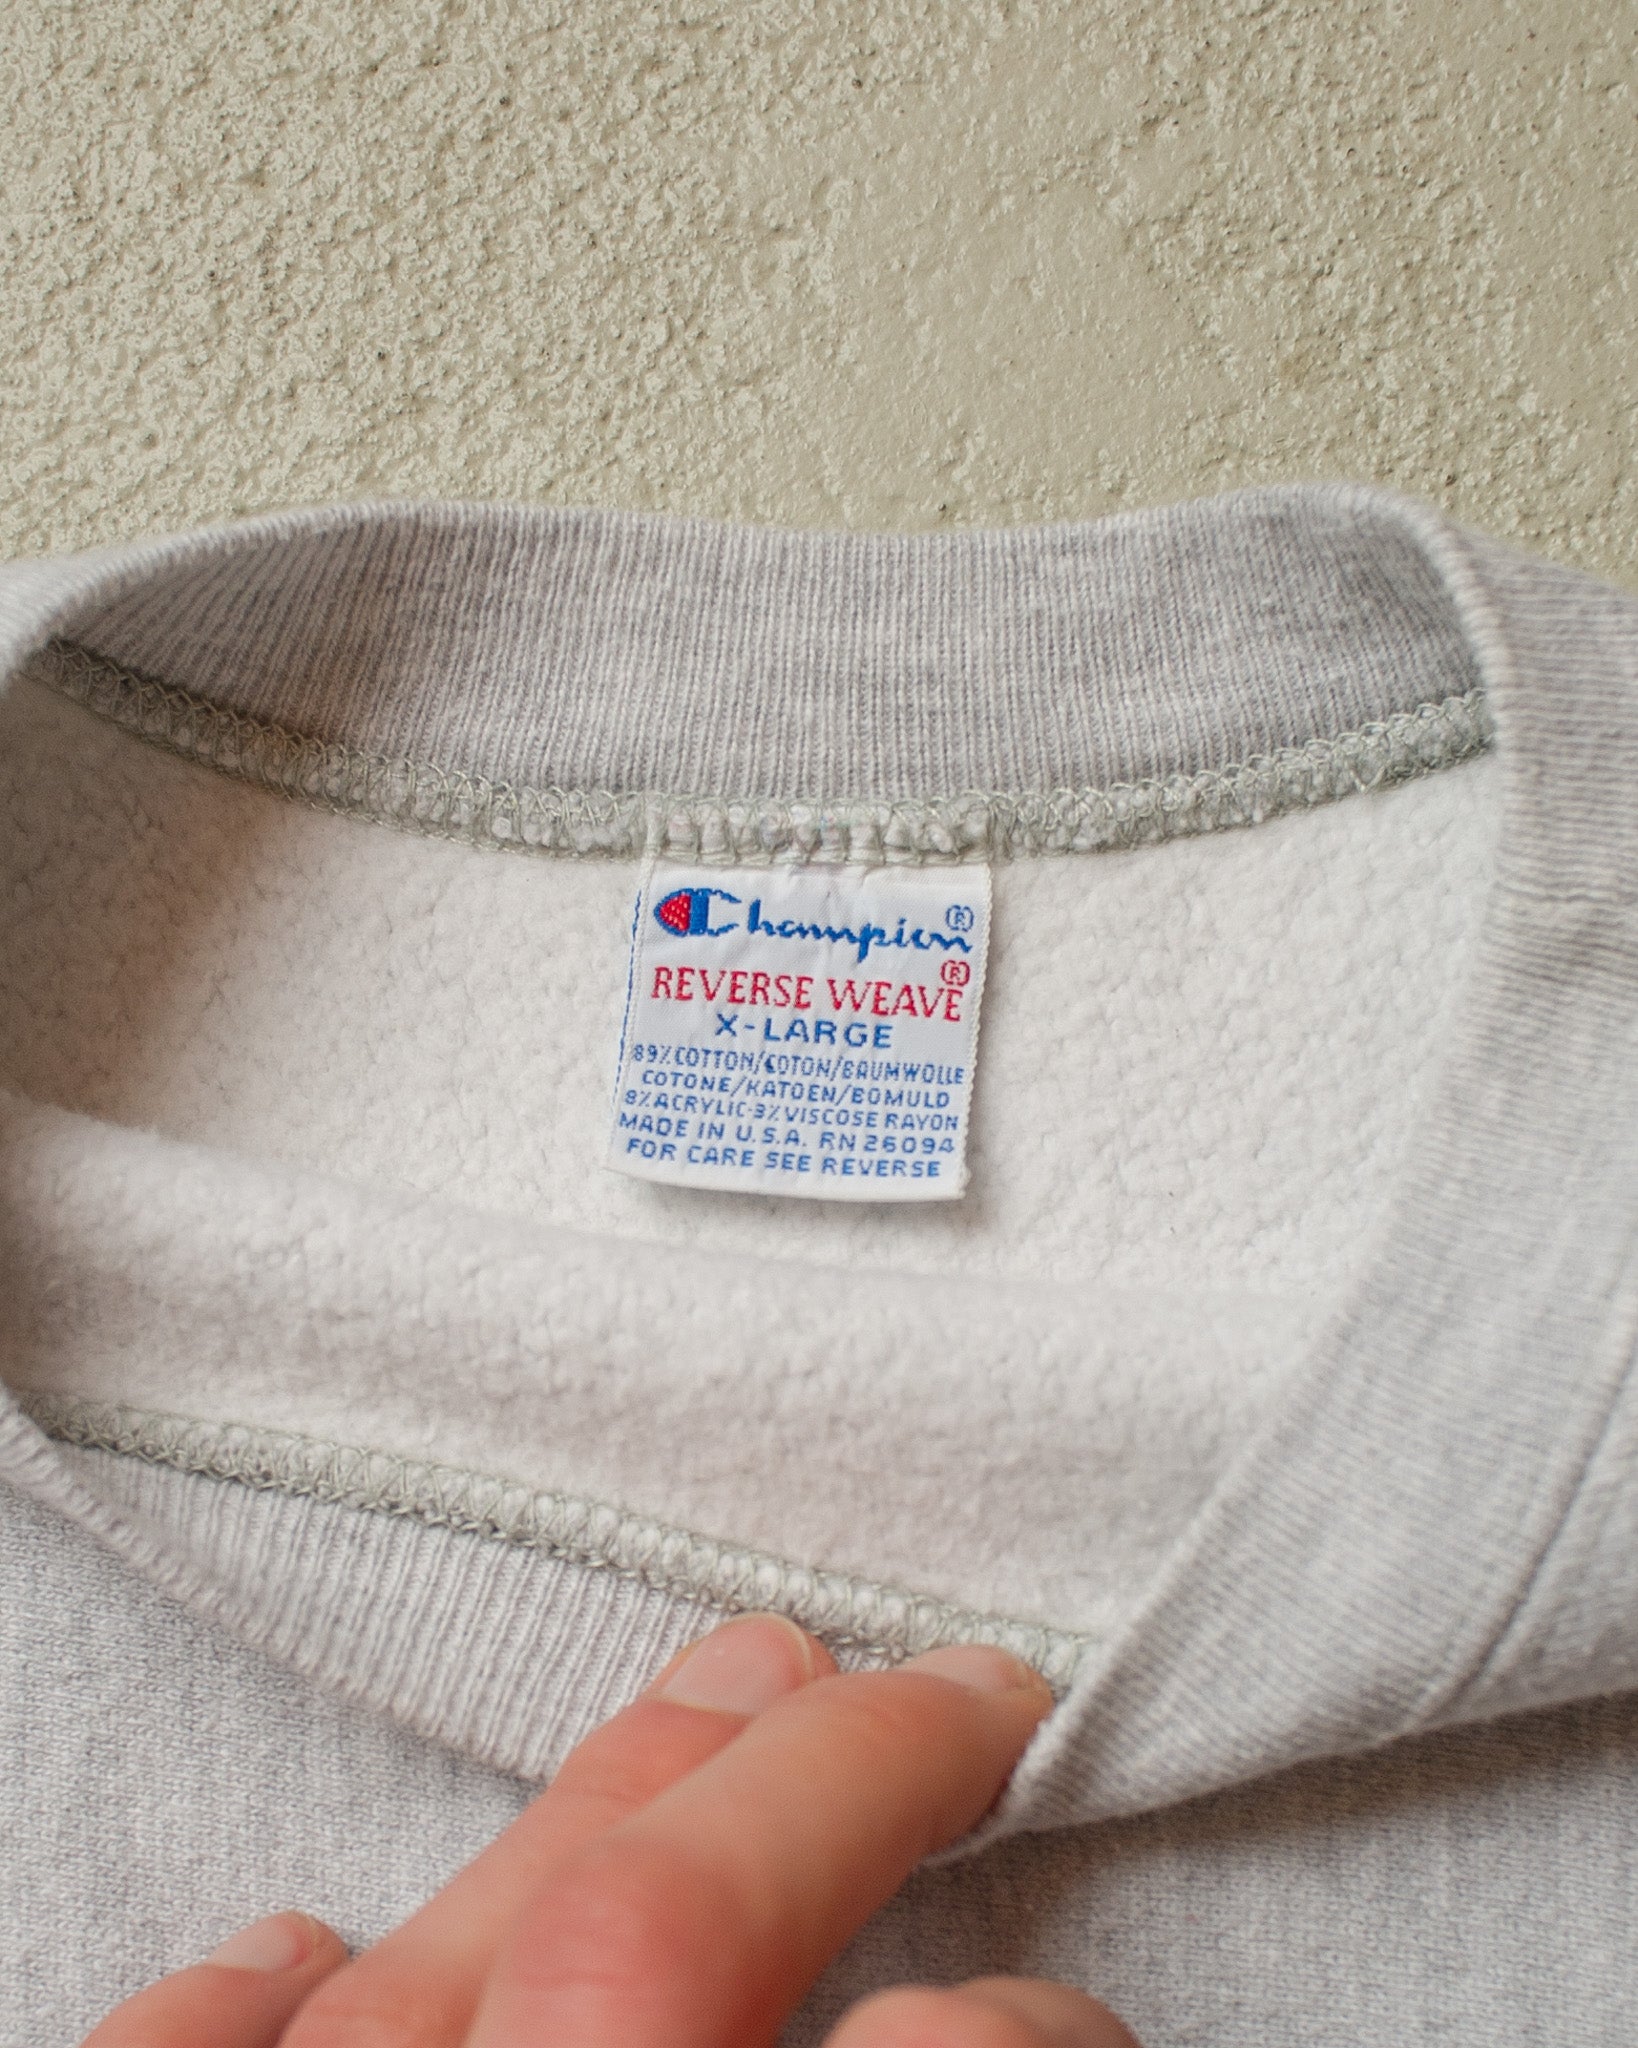 Champion®
REVERSE WEAVE®
X-LARGE
89% COTTON/COTON/BAUMWOLLE
COTONE/KATOEN/BOMULD
8% ACRYLIC-3% VISCOSE RAYON
MADE IN U.S.A. RN 26094
FOR CARE SEE REVERSE